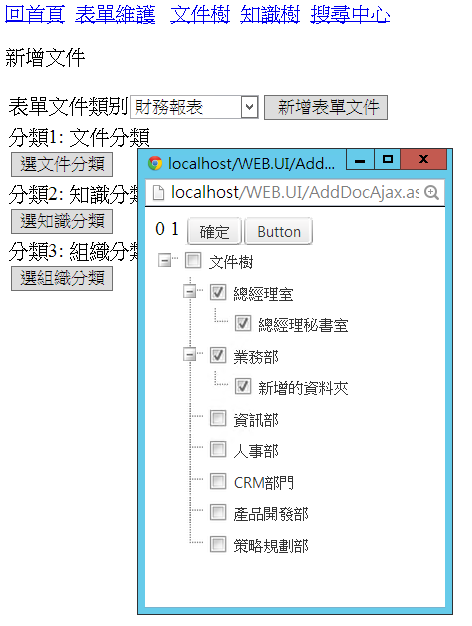 回首頁 表單維護 文件樹 知識樹 搜尋中心
新增文件
表單文件類別 財務報表 新增表單文件
分類1: 文件分類
選文件分類
分類2: 知識分類
選知識分類
分類3: 組織分類
選組織分類
localhost/WEB.UI/Add...
localhost/WEB.UI/AddDocAjax.as
0 1 確定 Button
文件樹
總經理室
總經理秘書室
業務部
新增的資料夾
資訊部
人事部
CRM部門
產品開發部
策略規劃部